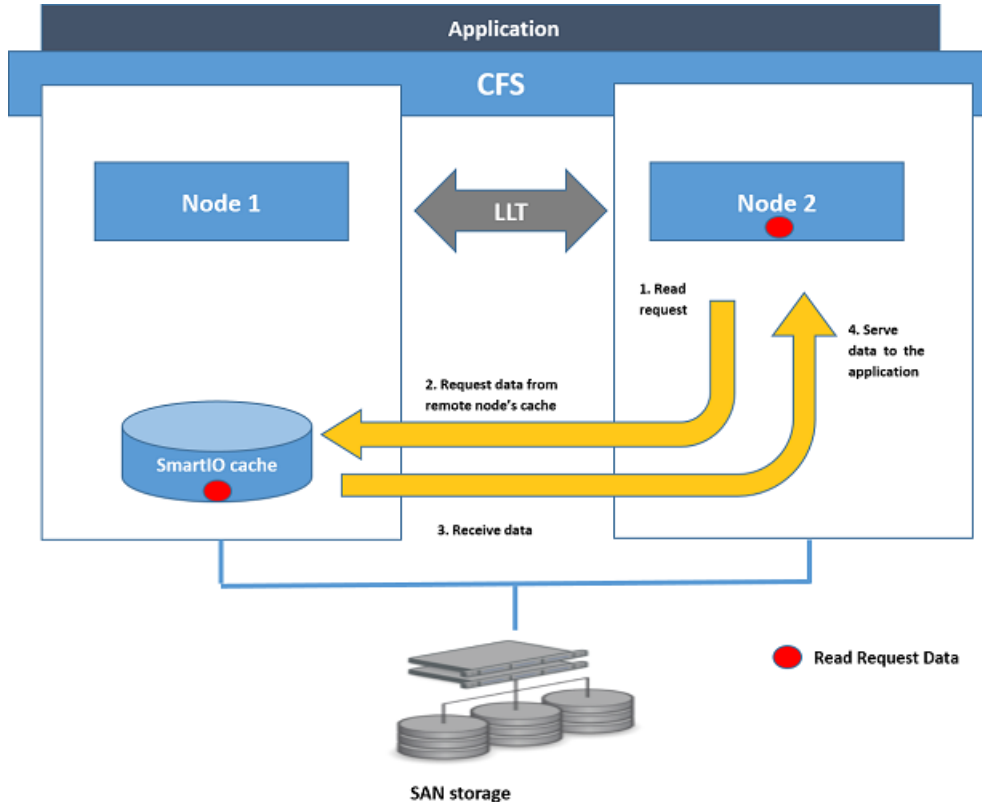 Application
CFS
Node 1
LLT
Node 2
1. Read
request
4. Serve
data to the
application
2. Request data from
remote node's cache
SmartIO cache
3. Receive data
Read Request Data
SAN storage